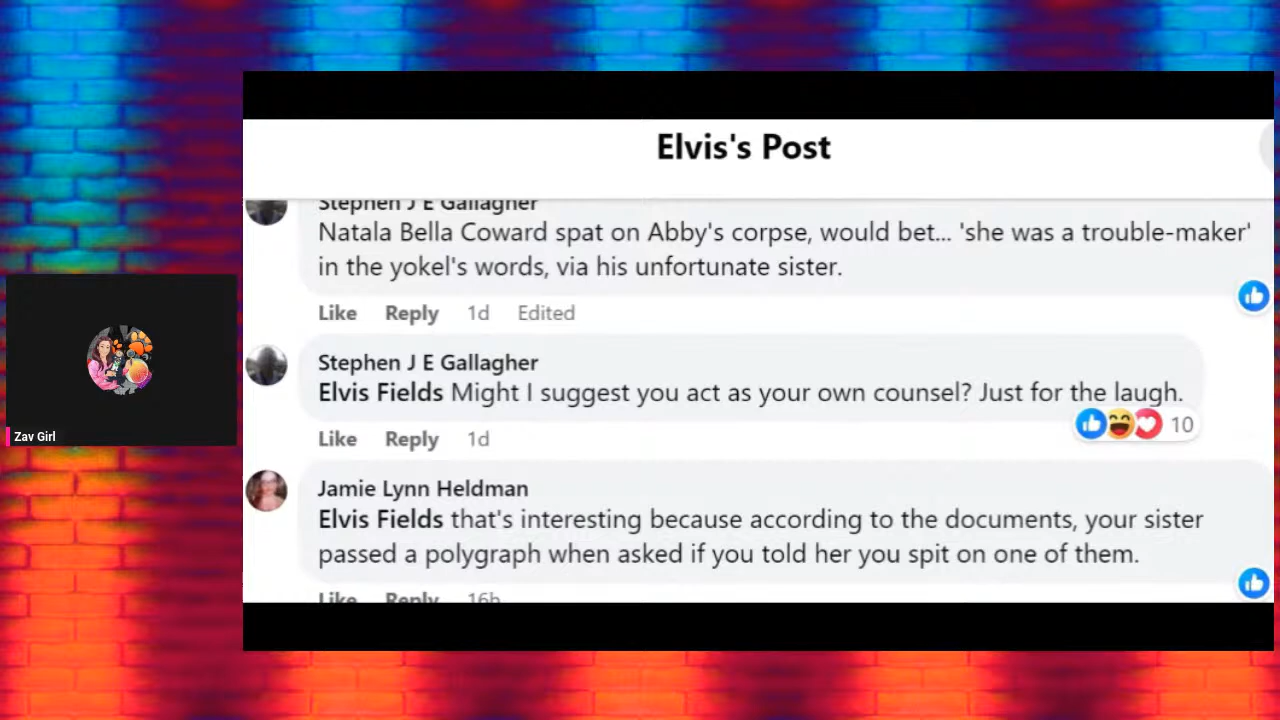 Elvis's Post
Stephen J E Gallagher
Natala Bella Coward spat on Abby's corpse, would bet... 'she was a trouble-maker'
in the yokel's words, via his unfortunate sister.
Like Reply 1d Edited
Stephen J E Gallagher
Elvis Fields Might I suggest you act as your own counsel? Just for the laugh.
10
Like Reply 1d
Zav Girl
Jamie Lynn Heldman
Elvis Fields that's interesting because according to the documents, your sister
passed a polygraph when asked if you told her you spit on one of them.
Like Reply 16h